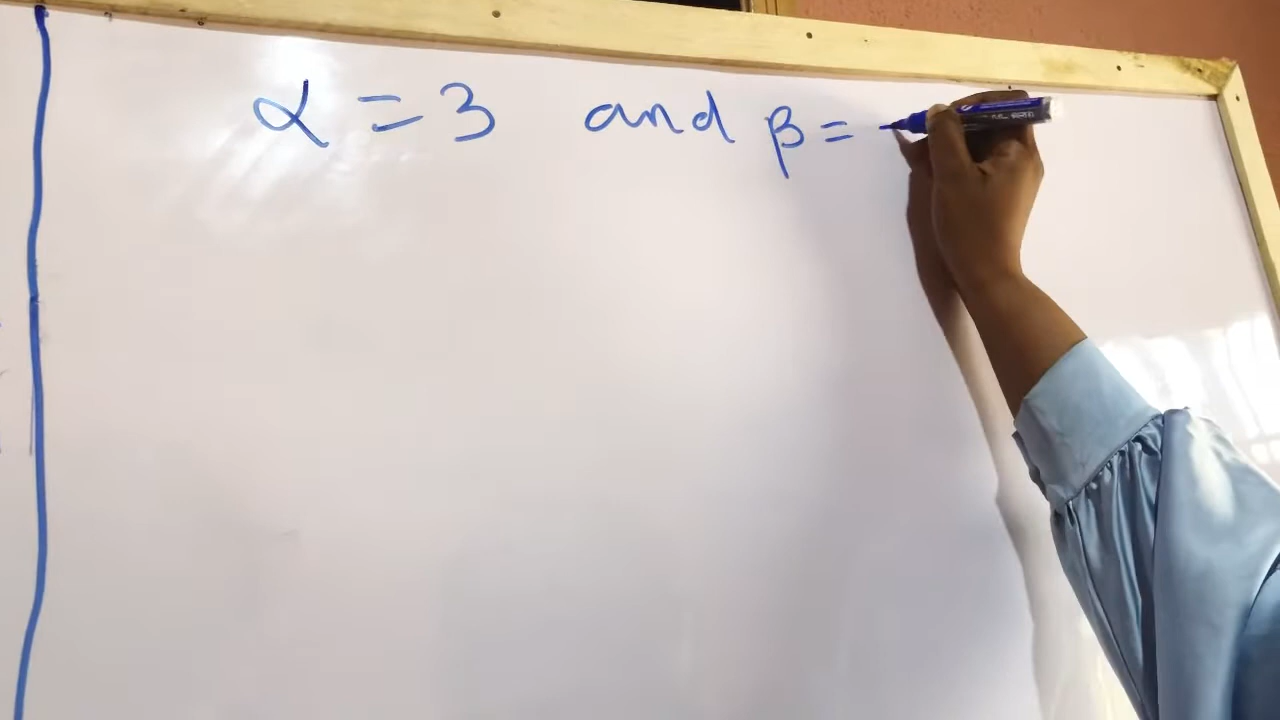 α = 3 and β =